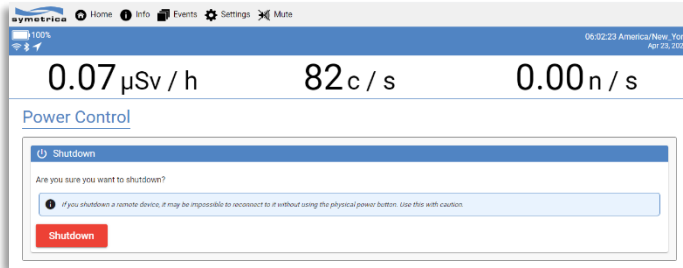 symetrica Home Info Events Settings Mute
100% 06:02:23 America/New_Yor
Apr 23, 202
0.07 µSv / h 82 c / s 0.00 n / s
Power Control
Shutdown
Are you sure you want to shutdown?
If you shutdown a remote device, it may be impossible to reconnect to it without using the physical power button. Use this with caution.
Shutdown